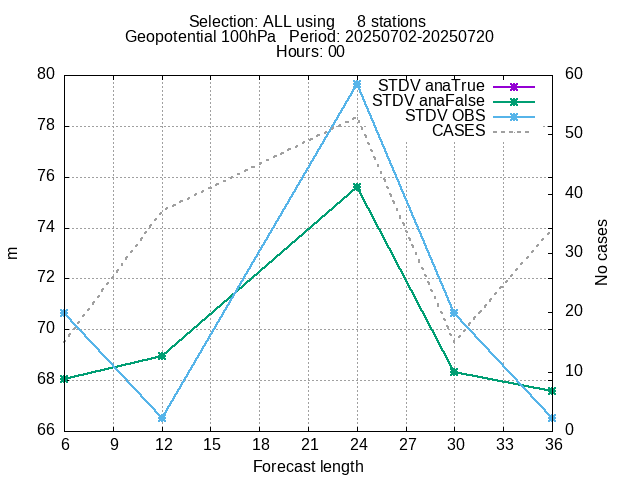 Selection: ALL using     8 stations
Geopotential 100hPa   Period: 20250702-20250720
Hours: 00
STDV anaTrue
STDV anaFalse
STDV OBS
CASES
80
78
76
74
72
70
68
66
m
60
50
40
30
20
10
0
No cases
6 9 12 15 18 21 24 27 30 33 36
Forecast length